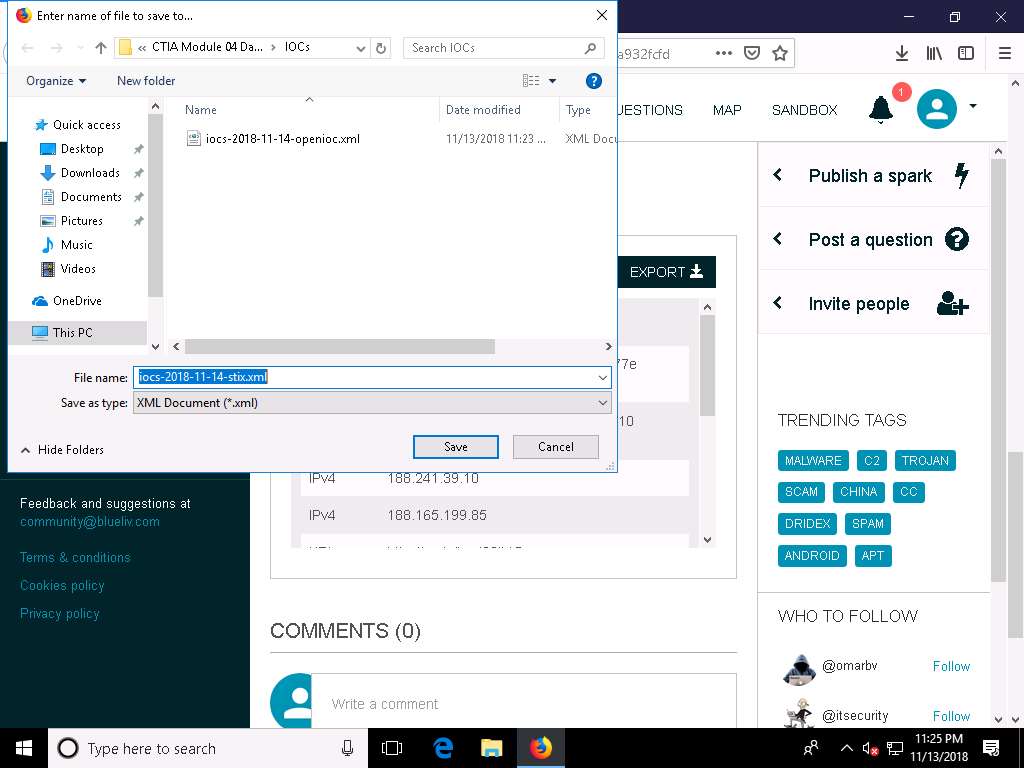 Enter name of file to save to...
« CTIA Module 04 Da... > IOCs
Search IOCs
Organize
New folder
Name
Date modified
Type
iocs-2018-11-14-openioc.xml
11/13/2018 11:23 ...
XML Docu
Quick access
Desktop
Downloads
Documents
Pictures
Music
Videos
OneDrive
This PC
File name:
iocs-2018-11-14-stix.xml
Save as type:
XML Document (*.xml)
Hide Folders
Save
Cancel
a932fcfd
UESTIONS
MAP
SANDBOX
1
Publish a spark
Post a question
Invite people
EXPORT
77e
10
IPv4
188.241.39.10
IPv4
188.165.199.85
TRENDING TAGS
MALWARE
C2
TROJAN
SCAM
CHINA
CC
DRIDEX
SPAM
ANDROID
APT
WHO TO FOLLOW
@omarbv
Follow
@itsecurity
Follow
Feedback and suggestions at
community@blueliv.com
Terms & conditions
Cookies policy
Privacy policy
COMMENTS (0)
Write a comment
Type here to search
11:25 PM
11/13/2018